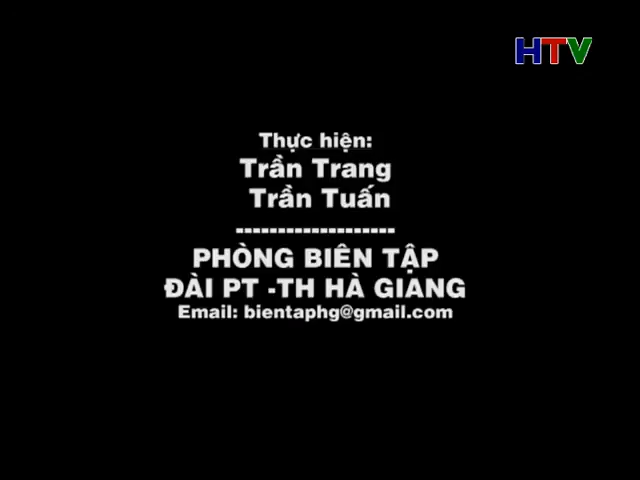 HTV
Thực hiện:
Trần Trang
Trần Tuấn
-------------------
PHÒNG BIÊN TẬP
ĐÀI PT -TH HÀ GIANG
Email: bientaphg@gmail.com